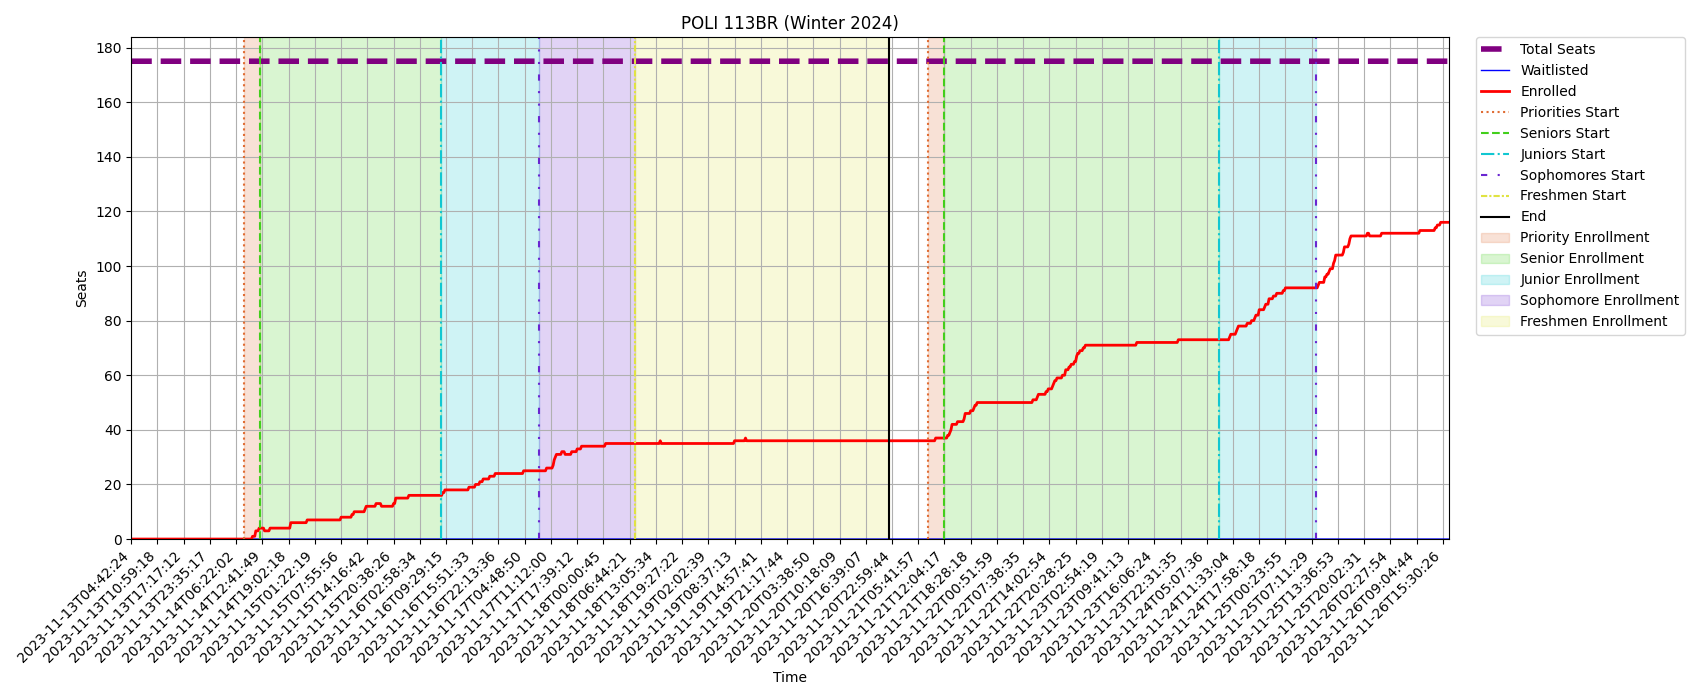 POLI 113BR (Winter 2024)
180
160
140
120
100
80
60
40
20
0
Seats
Total Seats
Waitlisted
Enrolled
Priorities Start
Seniors Start
Juniors Start
Sophomores Start
Freshmen Start
End
Priority Enrollment
Senior Enrollment
Junior Enrollment
Sophomore Enrollment
Freshmen Enrollment
2023-11-13T04:42:24
2023-11-13T10:59:18
2023-11-13T17:17:12
2023-11-13T23:35:17
2023-11-14T06:22:02
2023-11-14T12:41:49
2023-11-14T19:02:18
2023-11-15T01:22:19
2023-11-15T07:55:56
2023-11-15T14:16:42
2023-11-15T20:38:26
2023-11-16T02:58:34
2023-11-16T09:29:15
2023-11-16T15:51:33
2023-11-16T22:13:36
2023-11-17T04:48:50
2023-11-17T11:12:00
2023-11-17T17:39:12
2023-11-18T00:00:45
2023-11-18T06:44:21
2023-11-18T13:05:34
2023-11-18T19:27:22
2023-11-19T02:02:39
2023-11-19T08:37:13
2023-11-19T14:57:41
2023-11-19T21:17:44
2023-11-20T03:38:50
2023-11-20T10:18:09
2023-11-20T16:39:07
2023-11-20T22:59:44
2023-11-21T05:41:57
2023-11-21T12:04:17
2023-11-21T18:28:18
2023-11-22T00:51:59
2023-11-22T07:38:35
2023-11-22T14:02:54
2023-11-22T20:28:25
2023-11-23T02:54:19
2023-11-23T09:41:13
2023-11-23T16:06:24
2023-11-23T22:31:35
2023-11-24T05:07:36
2023-11-24T11:33:04
2023-11-24T17:58:18
2023-11-25T00:23:55
2023-11-25T07:11:29
2023-11-25T13:36:53
2023-11-25T20:02:31
2023-11-26T02:27:54
2023-11-26T09:04:44
2023-11-26T15:30:26
Time